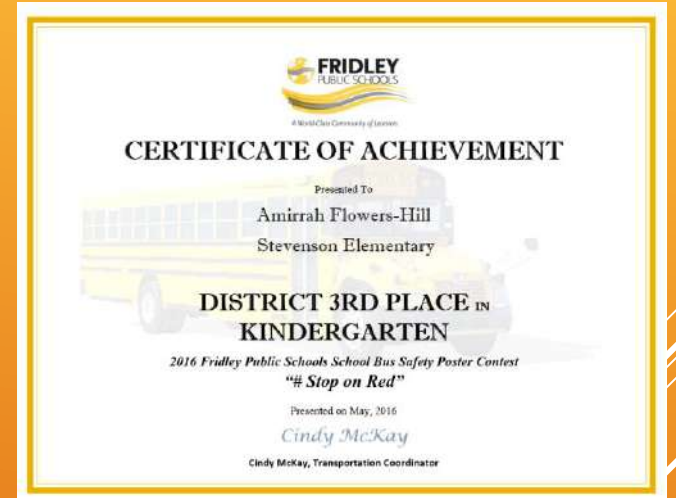 FRIDLEY
PUBLIC SCHOOLS
A World-Class Community of Learners
CERTIFICATE OF ACHIEVEMENT
Presented To
Amirrah Flowers-Hill
Stevenson Elementary
DISTRICT 3RD PLACE IN
KINDERGARTEN
2016 Fridley Public Schools School Bus Safety Poster Contest
“# Stop on Red”
Presented on May, 2016
Cindy McKay
Cindy McKay, Transportation Coordinator